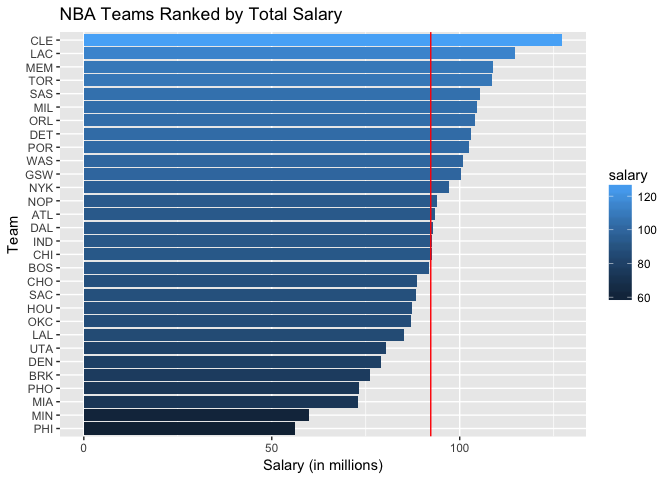 NBA Teams Ranked by Total Salary
CLE
LAC
MEM
TOR
SAS
MIL
ORL
DET
POR
WAS
GSW
NYK
NOP
ATL
DAL
IND
CHI
BOS
CHO
SAC
HOU
OKC
LAL
UTA
DEN
BRK
PHO
MIA
MIN
PHI
Team
0 50 100
Salary (in millions)
salary
120
100
80
60